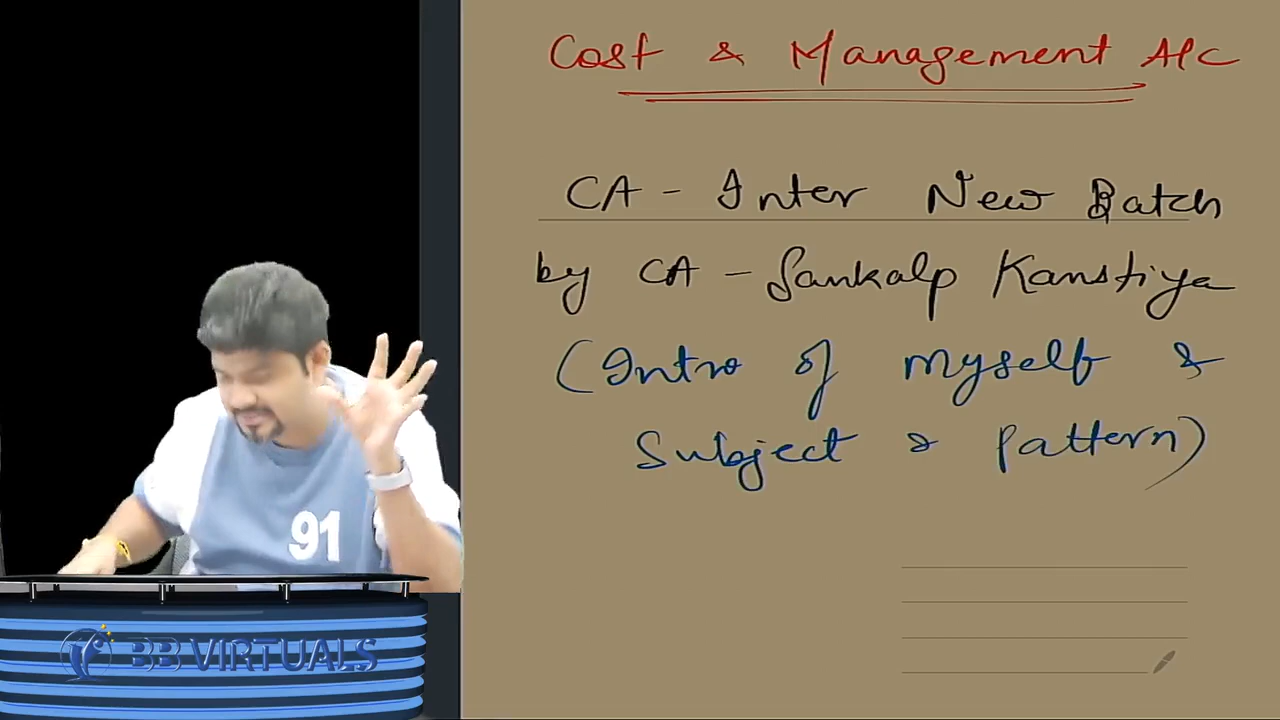 Cost & Management A/c
CA - Inter New Batch
by CA - Sankalp Kanstiya
(Intro of myself &
Subject & Pattern)
91
BB VIRTUALS